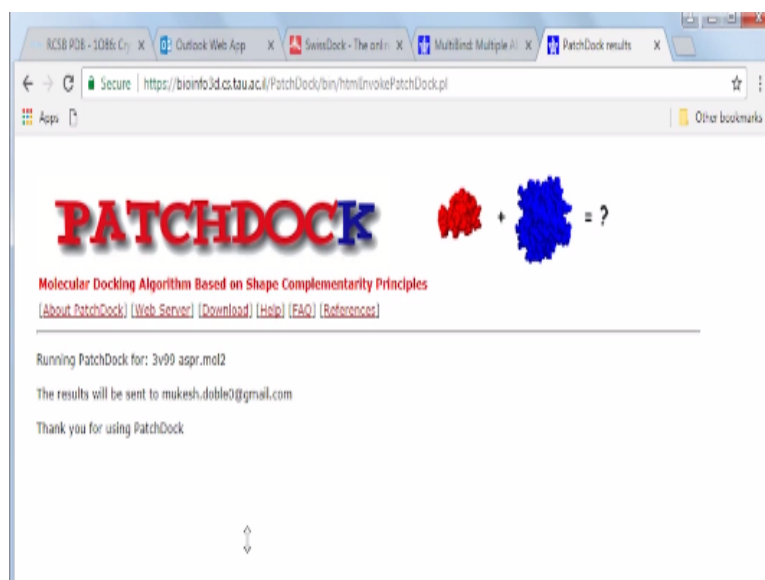 RCSB PDB - 1O86: Cry
Outlook Web App
SwissDock - The onlin
MultiBind: Multiple Al
PatchDock results
Secure | https://bioinfo3d.cs.tau.ac.il/PatchDock/bin/htmlInvokePatchDock.pl
Apps
Other bookmarks
PATCHDOCK
+
= ?
Molecular Docking Algorithm Based on Shape Complementarity Principles
[About PatchDock] [Web Server] [Download] [Help] [FAQ] [References]
Running PatchDock for: 3v99 aspr.mol2
The results will be sent to mukesh.doble0@gmail.com
Thank you for using PatchDock